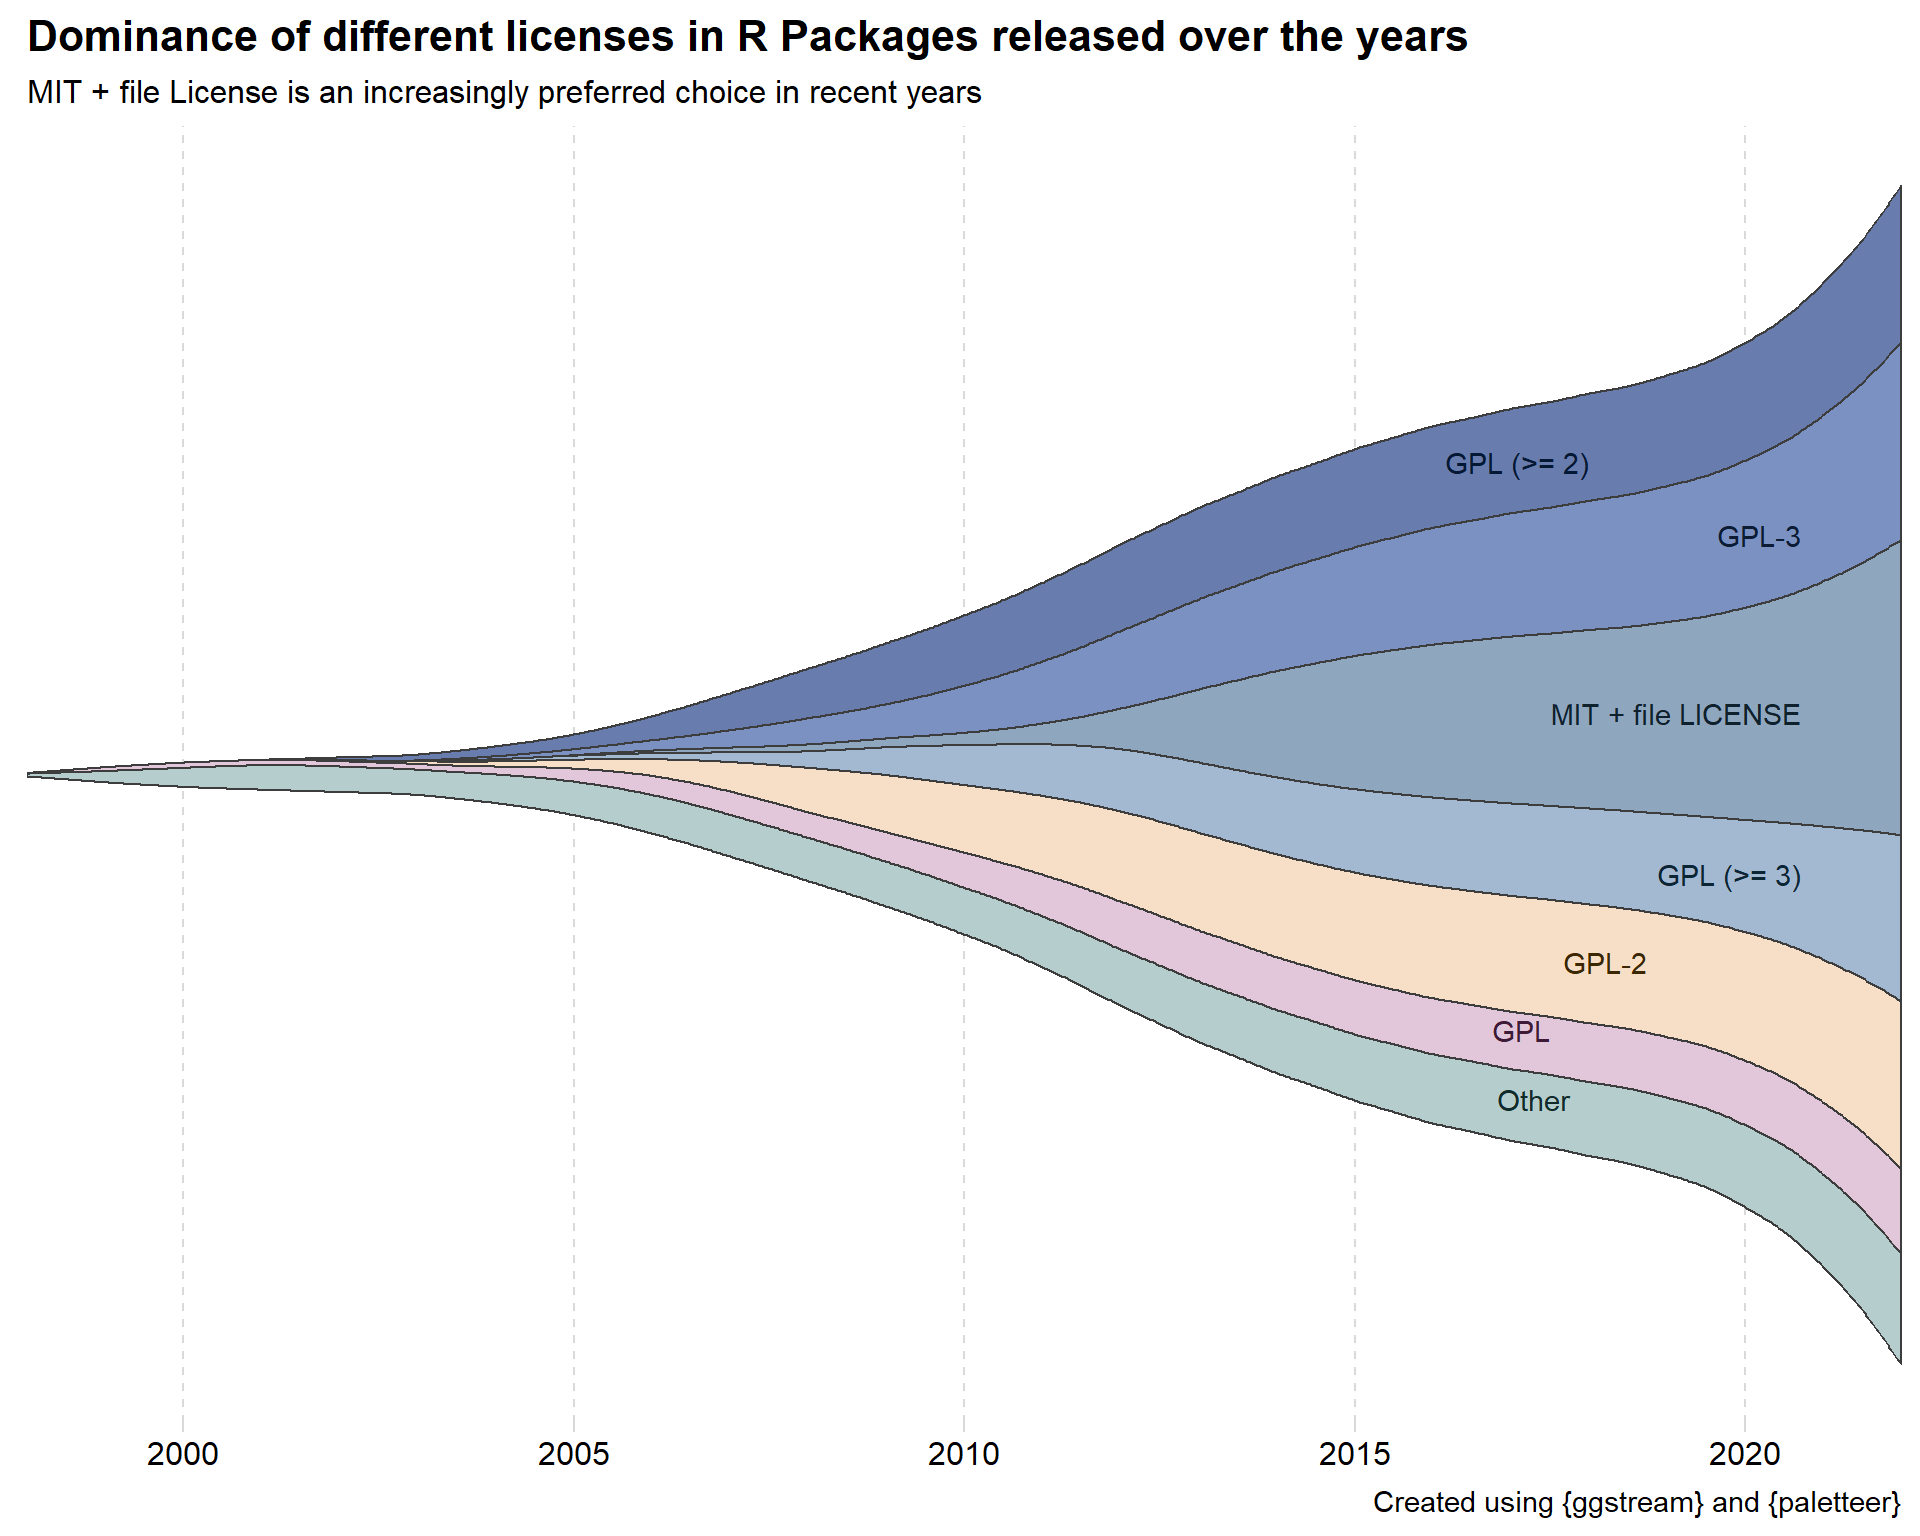 Dominance of different licenses in R Packages released over the years
MIT + file License is an increasingly preferred choice in recent years
GPL (>= 2)
GPL-3
MIT + file LICENSE
GPL (>= 3)
GPL-2
GPL
Other
2000 2005 2010 2015 2020
Created using {ggstream} and {paletteer}